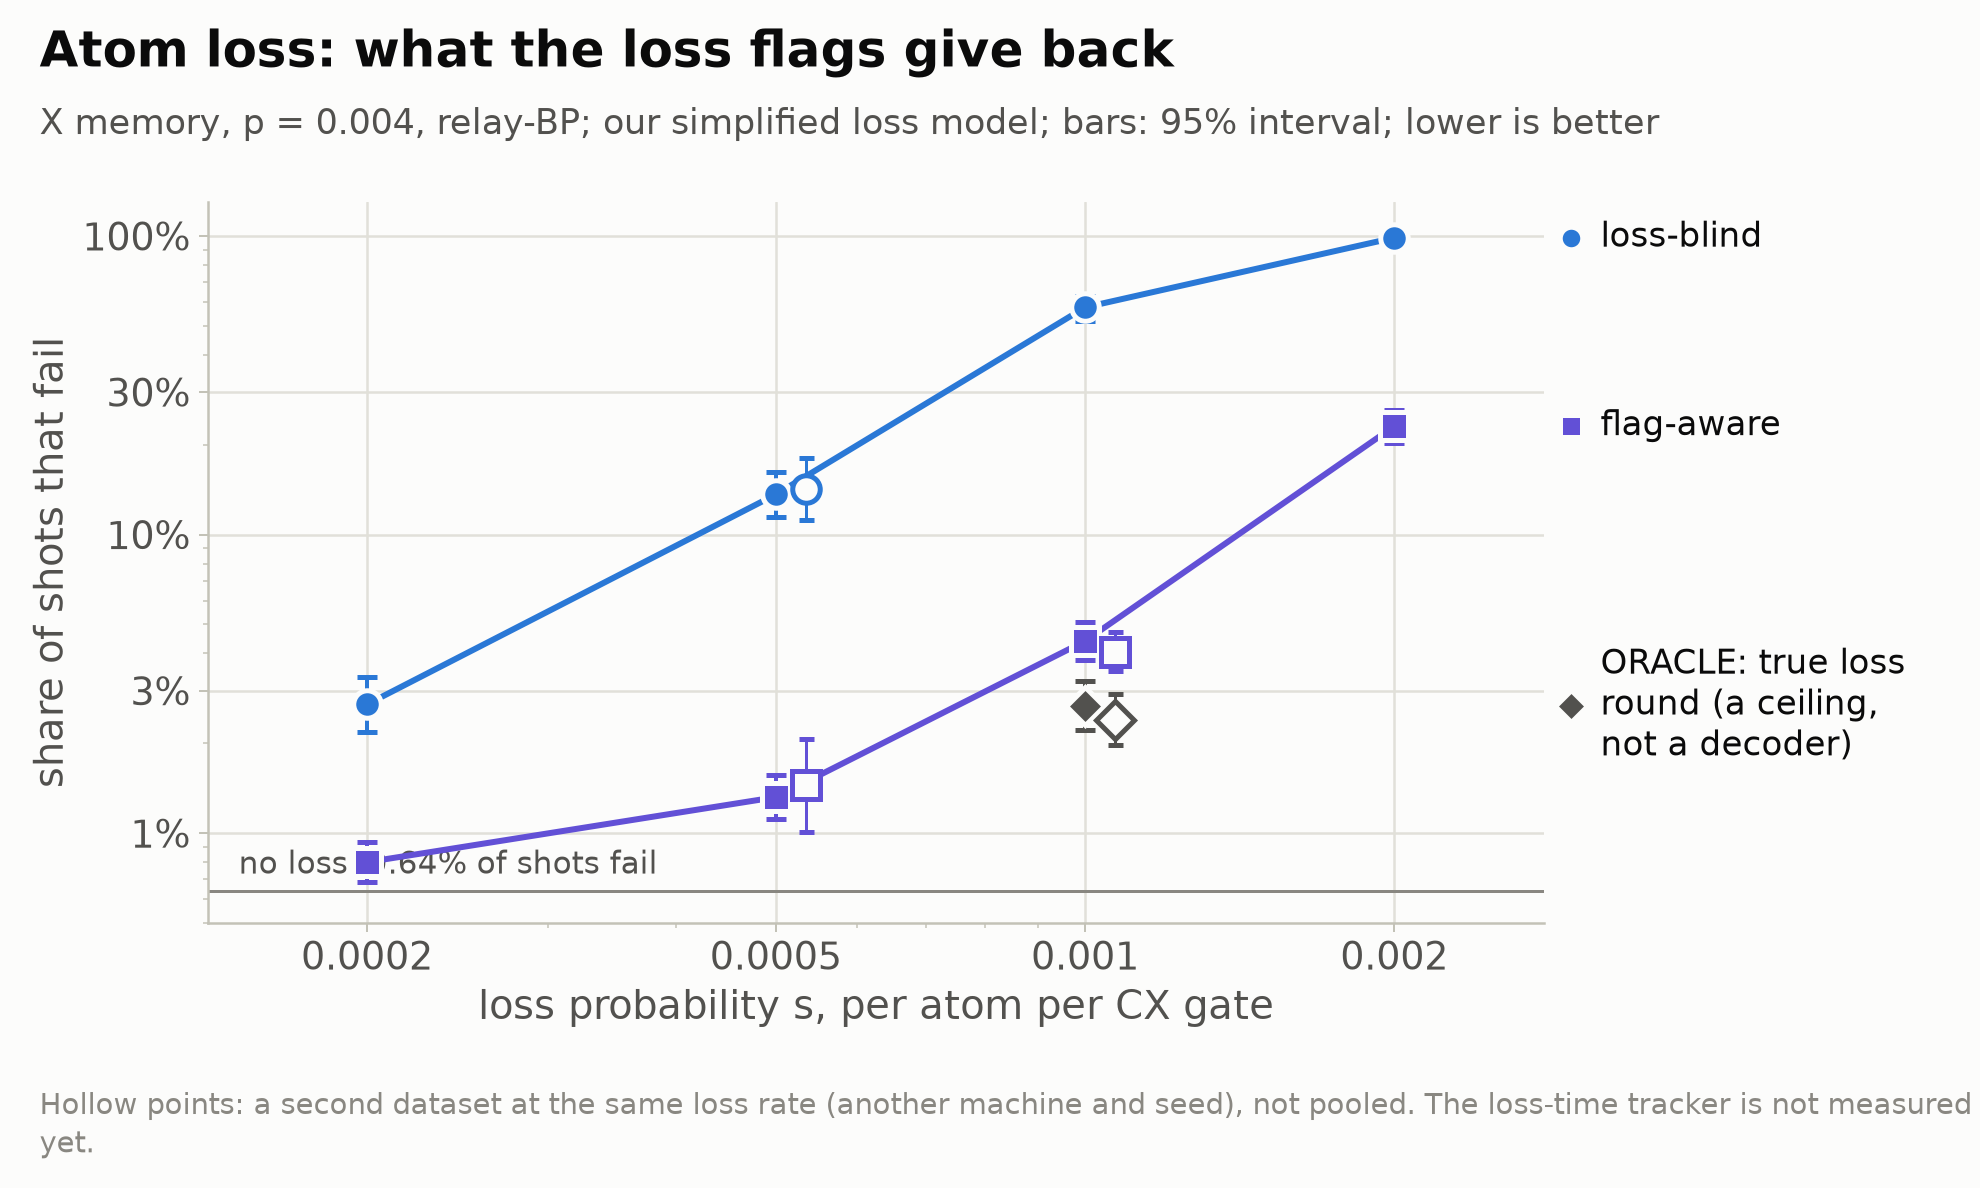 Atom loss: what the loss flags give back
X memory, p = 0.004, relay-BP; our simplified loss model; bars: 95% interval; lower is better
share of shots that fail
100%
30%
10%
3%
1%
loss-blind
flag-aware
ORACLE: true loss
round (a ceiling,
not a decoder)
no loss .64% of shots fail
0.0002 0.0005 0.001 0.002
loss probability s, per atom per CX gate
Hollow points: a second dataset at the same loss rate (another machine and seed), not pooled. The loss-time tracker is not measured
yet.